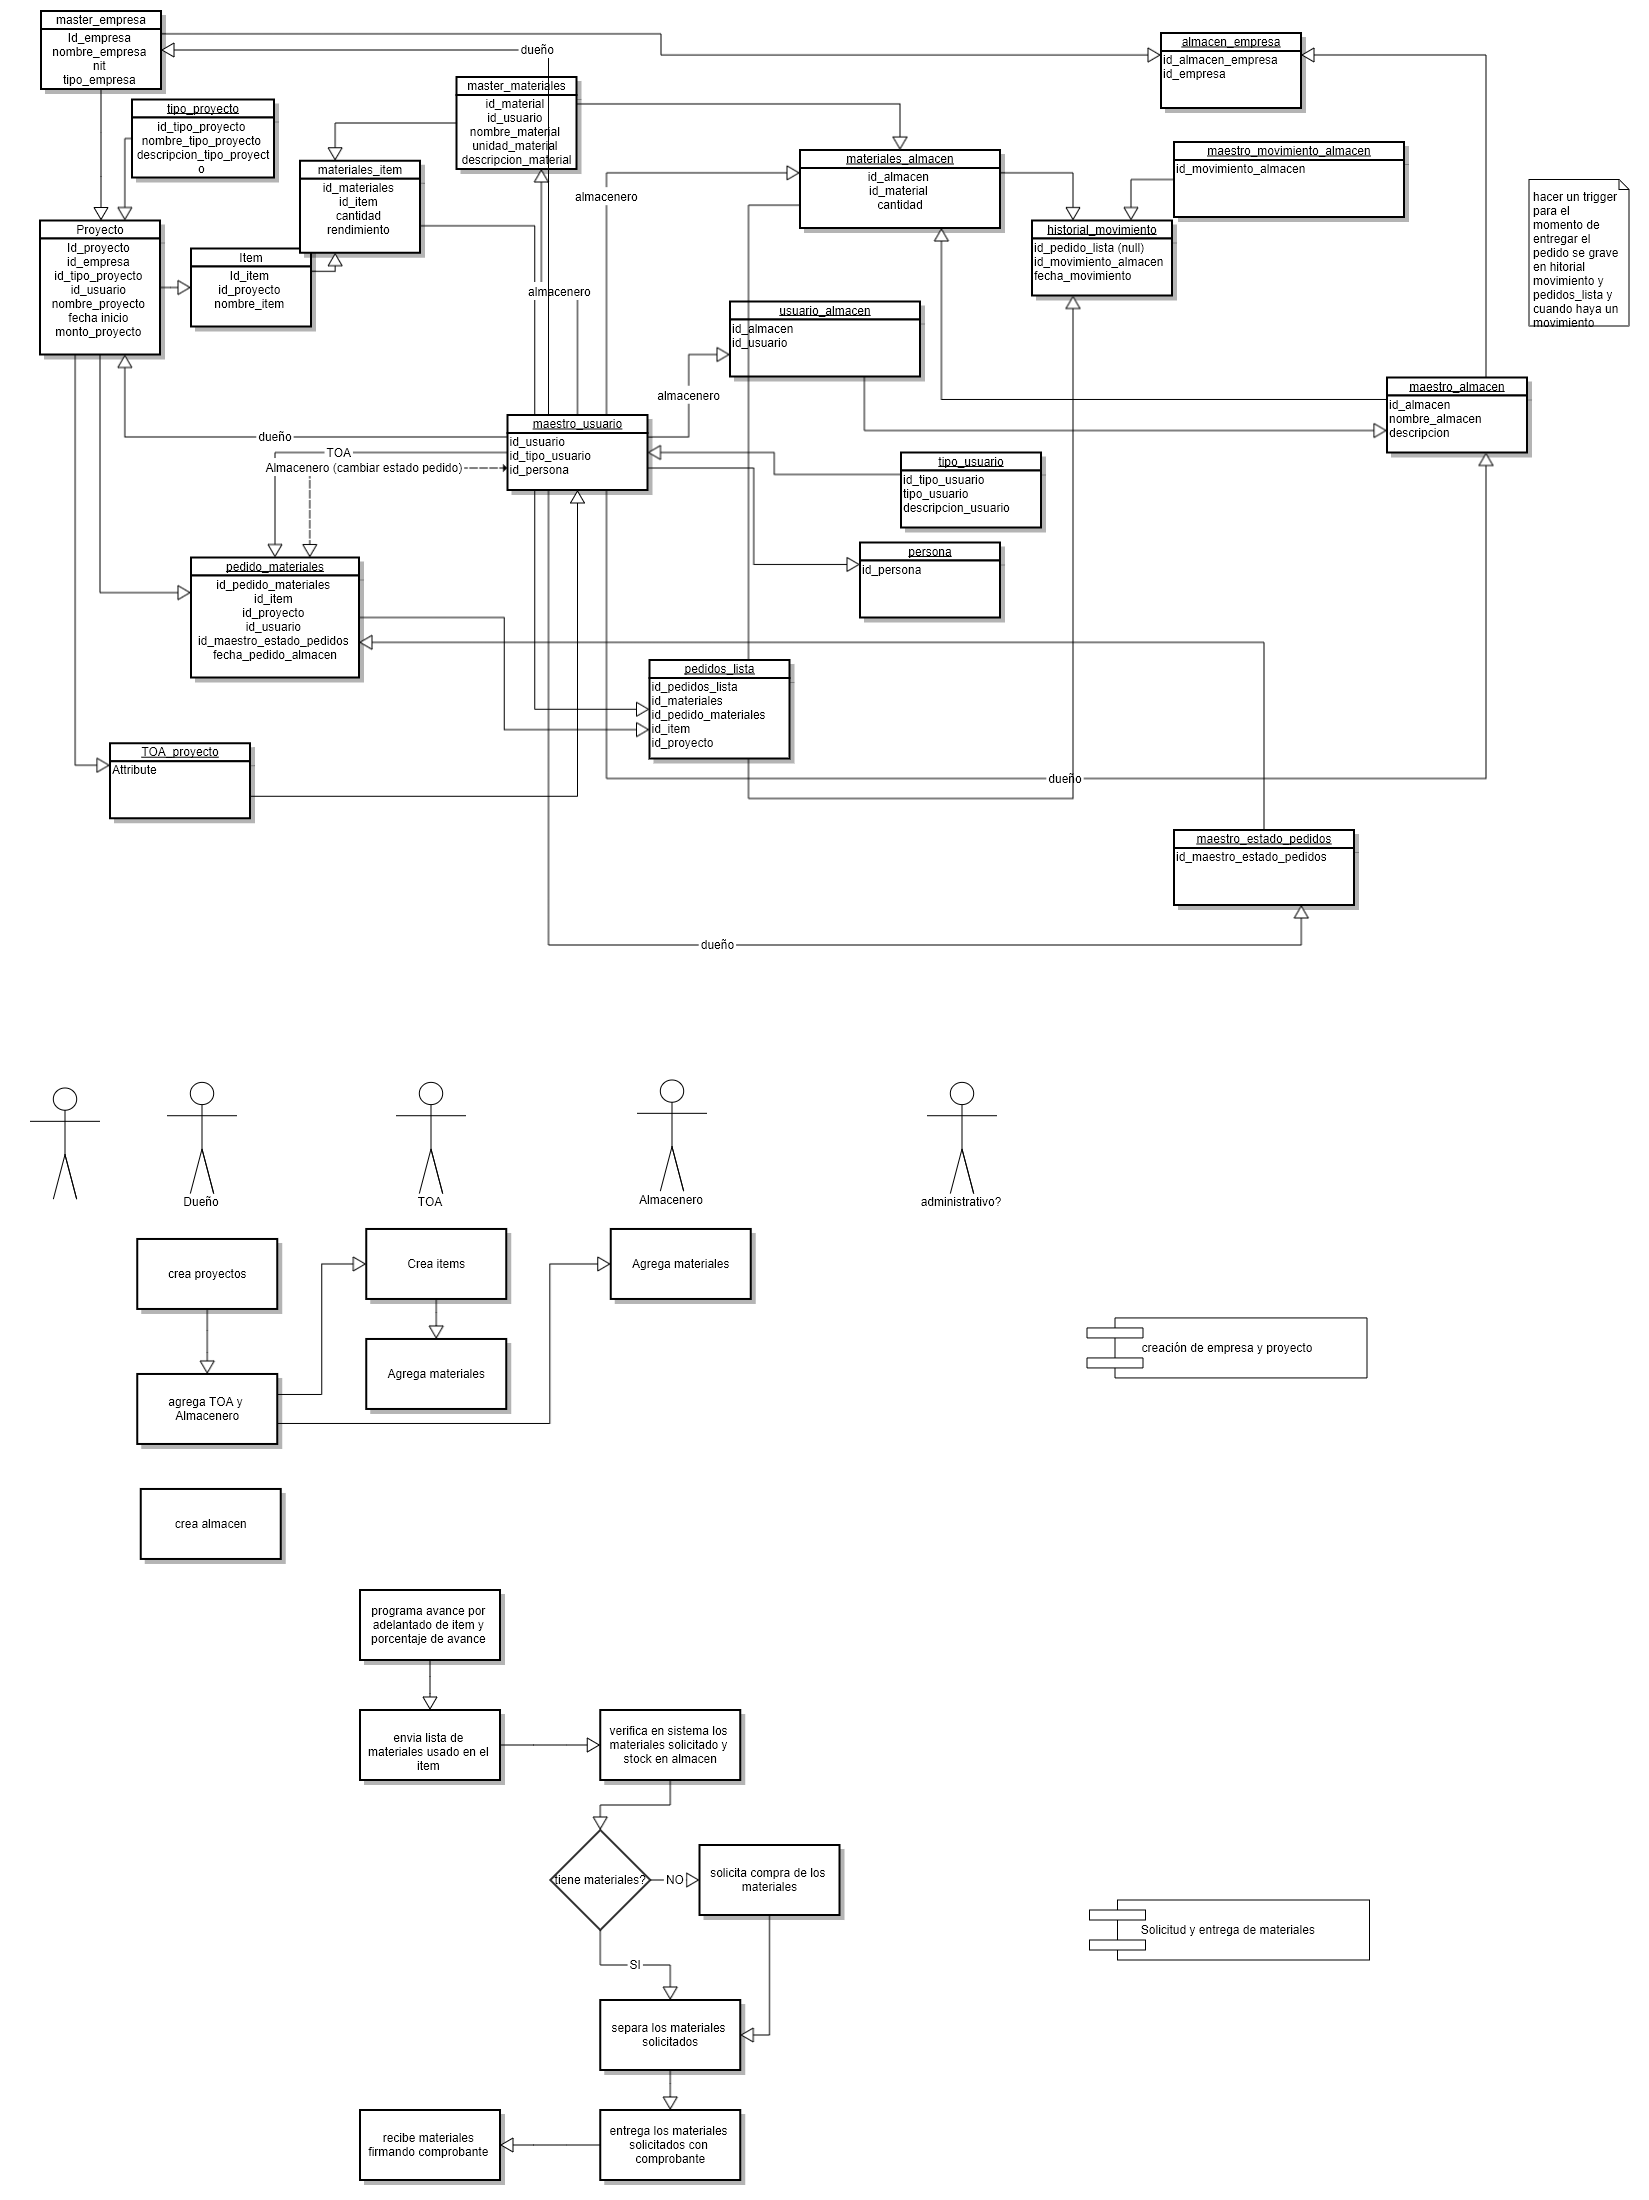 master_empresa
Id_empresa
nombre_empresa
nit
tipo_empresa
dueño
almacen_empresa
id_almacen_empresa
id_empresa
tipo_proyecto
id_tipo_proyecto
nombre_tipo_proyecto
descripcion_tipo_proyect
o
master_materiales
id_material
id_usuario
nombre_material
unidad_material
descripcion_material
materiales_item
id_materiales
id_item
cantidad
rendimiento
almacenero
materiales_almacen
id_almacen
id_material
cantidad
maestro_movimiento_almacen
id_movimiento_almacen
hacer un trigger
para el
momento de
entregar el
pedido se grave
en hitorial
movimiento y
pedidos_lista y
cuando haya un
movimiento
Proyecto
Id_proyecto
id_empresa
id_tipo_proyecto
id_usuario
nombre_proyecto
fecha inicio
monto_proyecto
Item
Id_item
id_proyecto
nombre_item
historial_movimiento
id_pedido_lista (null)
id_movimiento_almacen
fecha_movimiento
almacenero
usuario_almacen
id_almacen
id_usuario
almacenero
maestro_almacen
id_almacen
nombre_almacen
descripcion
maestro_usuario
id_usuario
id_tipo_usuario
id_persona
dueño
TOA
Almacenero (cambiar estado pedido)
tipo_usuario
id_tipo_usuario
tipo_usuario
descripcion_usuario
persona
id_persona
pedido_materiales
id_pedido_materiales
id_item
id_proyecto
id_usuario
id_maestro_estado_pedidos
fecha_pedido_almacen
pedidos_lista
id_pedidos_lista
id_materiales
id_pedido_materiales
id_item
id_proyecto
TOA_proyecto
Attribute
dueño
maestro_estado_pedidos
id_maestro_estado_pedidos
dueño
Dueño
TOA
Almacenero
administrativo?
crea proyectos
Crea items
Agrega materiales
Agrega materiales
creación de empresa y proyecto
agrega TOA y
Almacenero
crea almacen
programa avance por
adelantado de item y
porcentaje de avance
envia lista de
materiales usado en el
item
verifica en sistema los
materiales solicitado y
stock en almacen
tiene materiales?
NO
solicita compra de los
materiales
Solicitud y entrega de materiales
SI
separa los materiales
solicitados
entrega los materiales
solicitados con
comprobante
recibe materiales
firmando comprobante